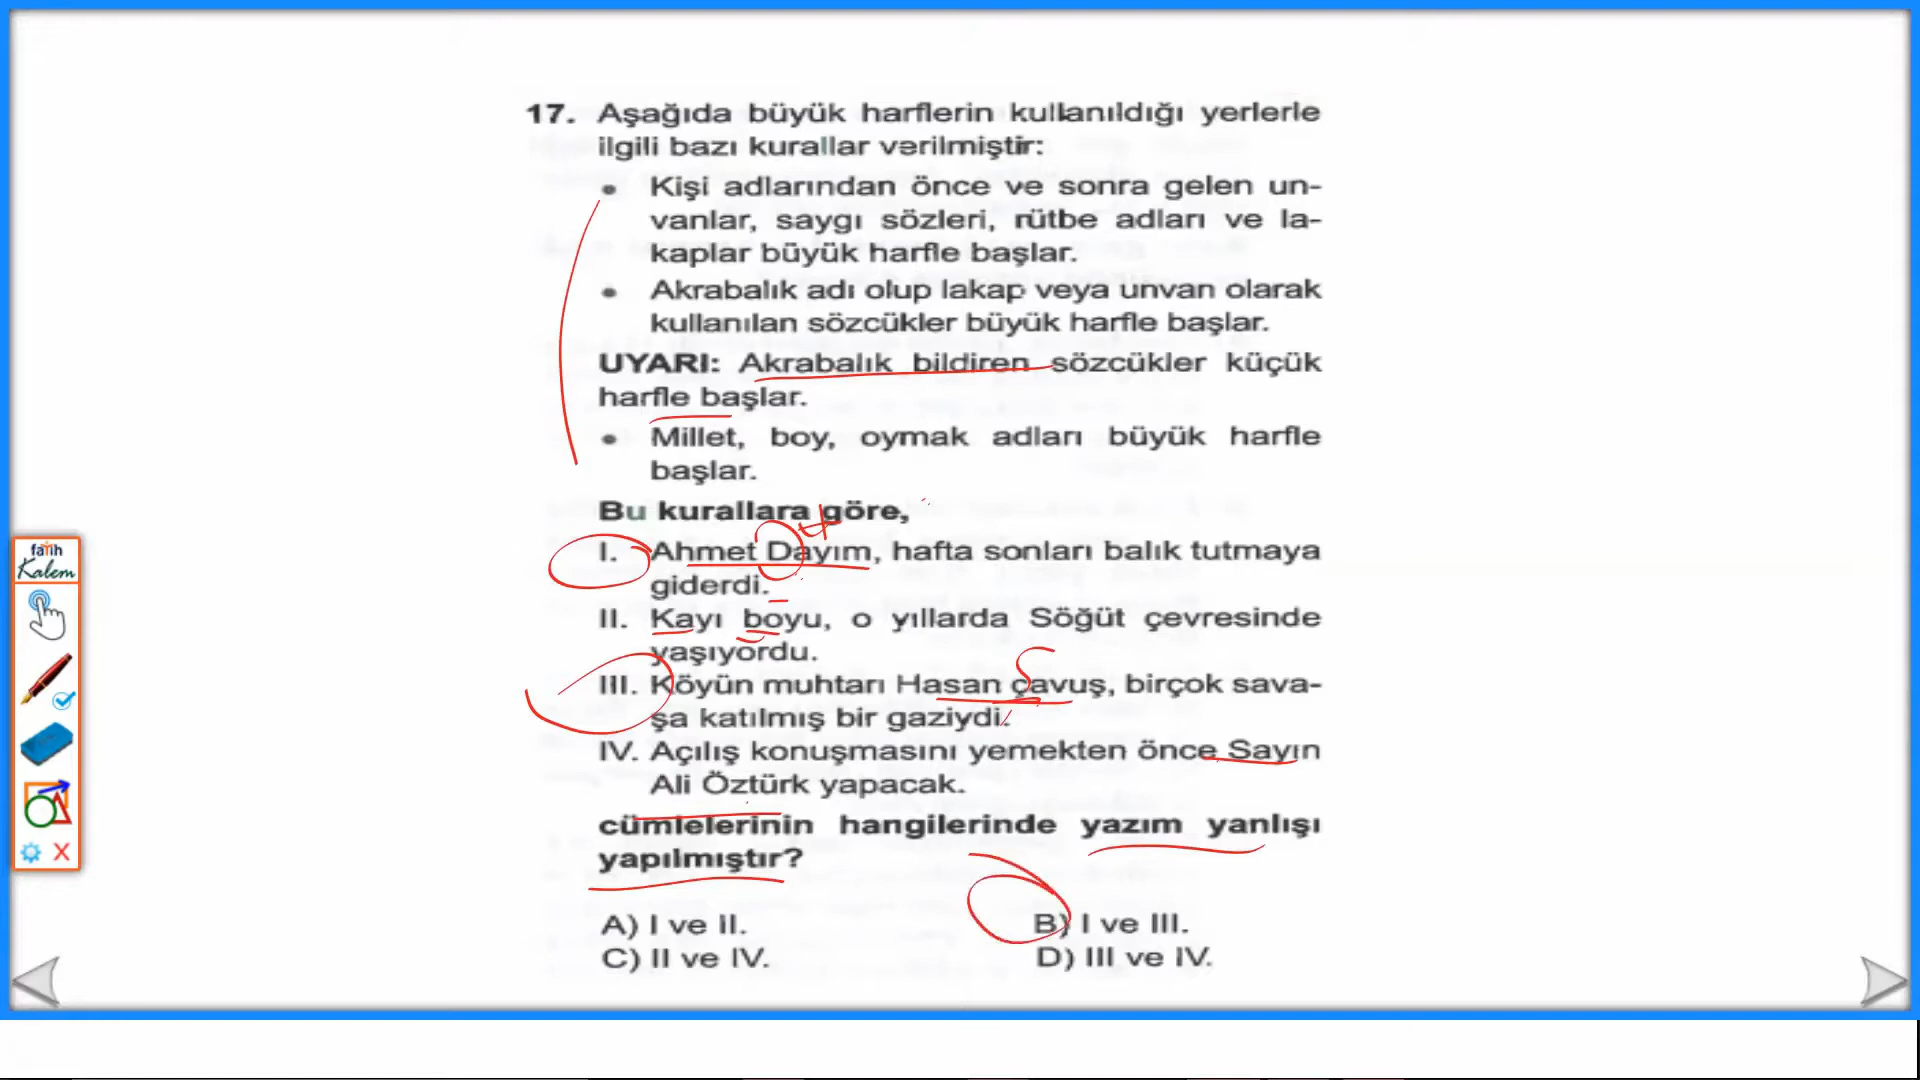 17. Aşağıda büyük harflerin kullanıldığı yerlerle
ilgili bazı kurallar verilmiştir:
• Kişi adlarından önce ve sonra gelen un-
vanlar, saygı sözleri, rütbe adları ve la-
kaplar büyük harfle başlar.
• Akrabalık adı olup lakap veya unvan olarak
kullanılan sözcükler büyük harfle başlar.
UYARI: Akrabalık bildiren sözcükler küçük
harfle başlar.
• Millet, boy, oymak adları büyük harfle
başlar.
Bu kurallara göre,
I. Ahmet Dayım, hafta sonları balık tutmaya
giderdi.
II. Kayı boyu, o yıllarda Söğüt çevresinde
yaşıyordu.
III. Köyün muhtarı Hasan çavuş, birçok sava-
şa katılmış bir gaziydi.
IV. Açılış konuşmasını yemekten önce Sayın
Ali Öztürk yapacak.
cümlelerinin hangilerinde yazım yanlışı
yapılmıştır?
A) I ve II.
B) I ve III.
C) II ve IV.
D) III ve IV.
fatih
Kalem